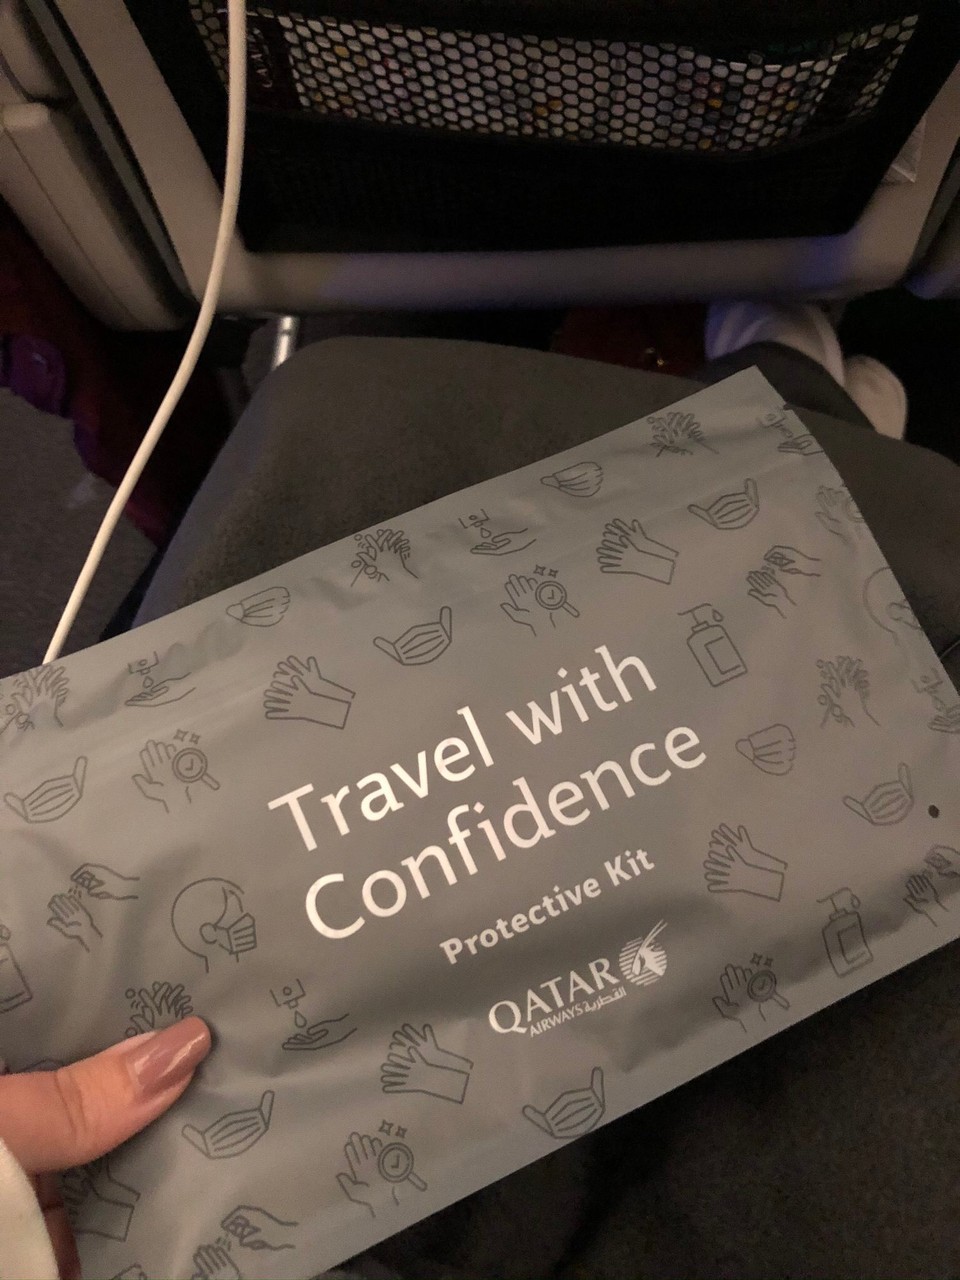 Travel with
Confidence
Protective Kit
QATAR
AIRWAYS القطرية